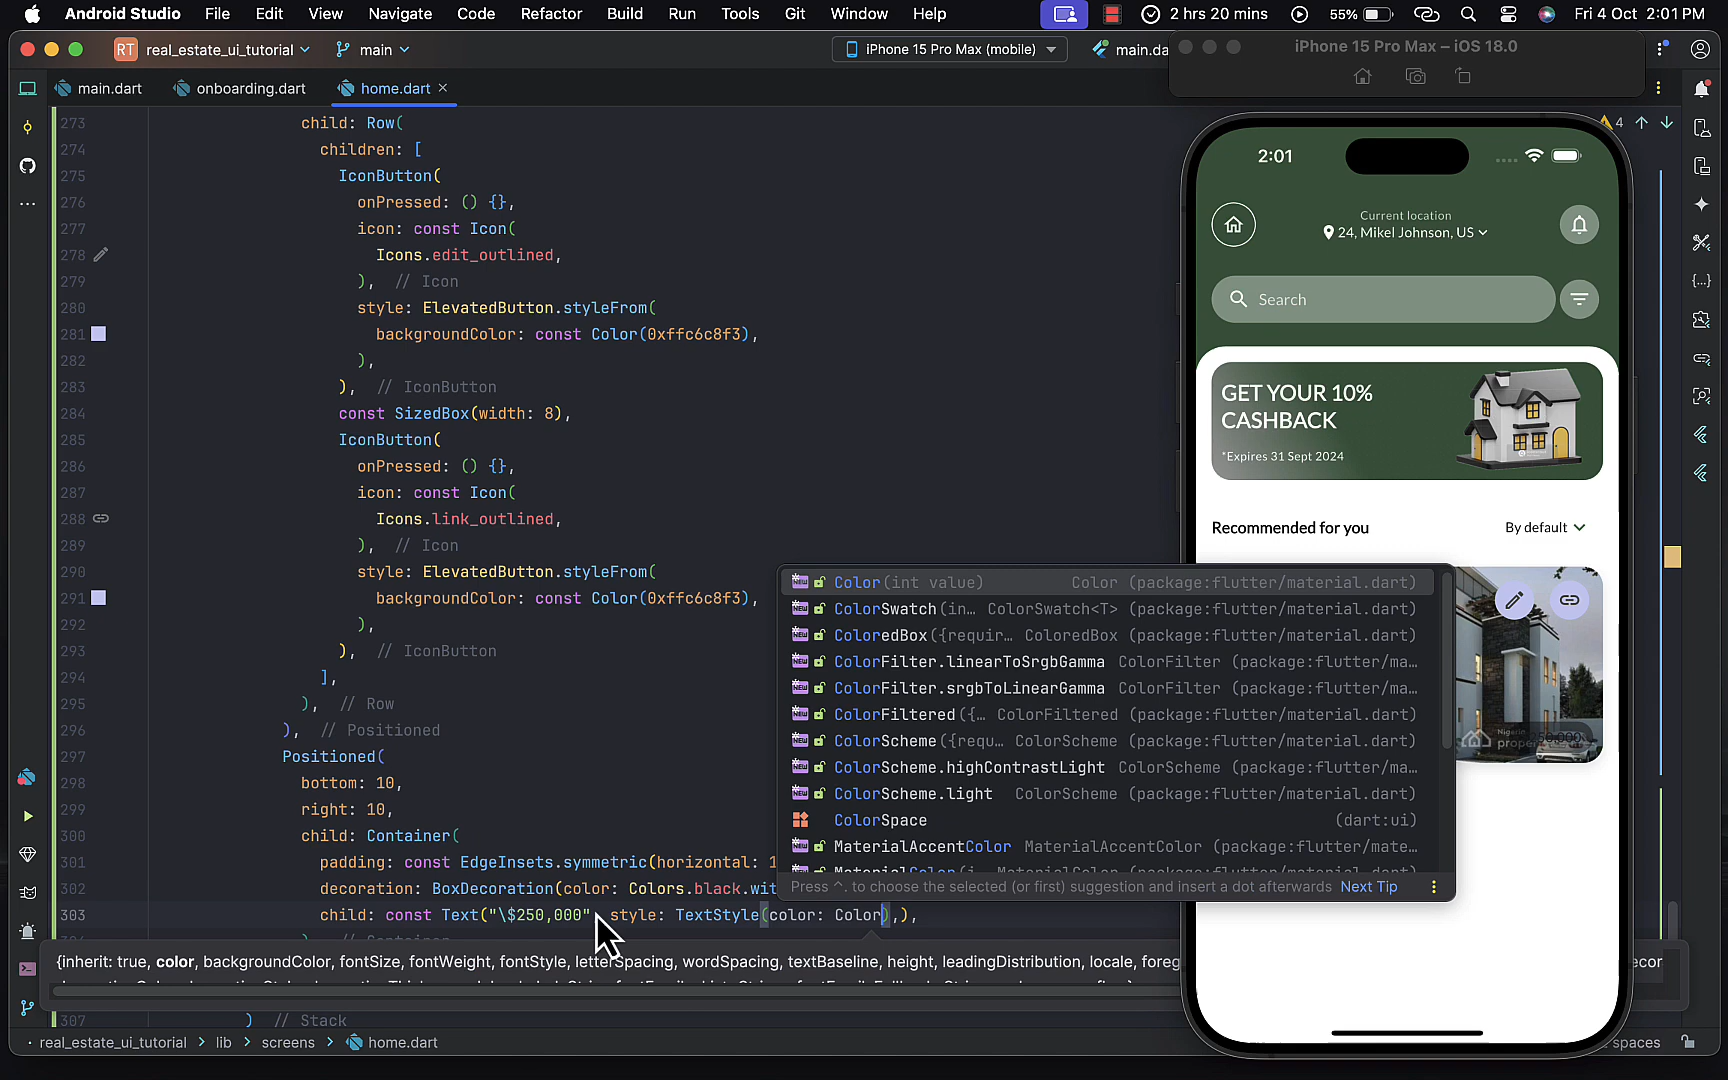 Android Studio File Edit View Navigate Code Refactor Build Run Tools Git Window Help 2 hrs 20 mins 55% Fri 4 Oct 2:01 PM
RT real_estate_ui_tutorial main iPhone 15 Pro Max (mobile) main.da
iPhone 15 Pro Max – iOS 18.0
main.dart onboarding.dart home.dart
4
273 child: Row(
274 children: [
275 IconButton(
276 onPressed: () {},
277 icon: const Icon(
278 Icons.edit_outlined,
279 ), // Icon
280 style: ElevatedButton.styleFrom(
281 backgroundColor: const Color(0xffc6c8f3),
282 ),
283 ), // IconButton
284 const SizedBox(width: 8),
285 IconButton(
286 onPressed: () {},
287 icon: const Icon(
288 Icons.link_outlined,
289 ), // Icon
290 style: ElevatedButton.styleFrom(
291 backgroundColor: const Color(0xffc6c8f3),
292 ),
293 ), // IconButton
294 ],
295 ), // Row
296 ), // Positioned
297 Positioned(
298 bottom: 10,
299 right: 10,
300 child: Container(
301 padding: const EdgeInsets.symmetric(horizontal: 1
302 decoration: BoxDecoration(color: Colors.black.wit
303 child: const Text("\$250,000", style: TextStyle(color: Color),),
{inherit: true, color, backgroundColor, fontSize, fontWeight, fontStyle, letterSpacing, wordSpacing, textBaseline, height, leadingDistribution, locale, foreg
ecor
307 ) // Stack
real_estate_ui_tutorial > lib > screens > home.dart
spaces
Color(int value) Color (package:flutter/material.dart)
ColorSwatch(in… ColorSwatch<T> (package:flutter/material.dart)
ColoredBox({requir… ColoredBox (package:flutter/material.dart)
ColorFilter.linearToSrgbGamma ColorFilter (package:flutter/ma…
ColorFilter.srgbToLinearGamma ColorFilter (package:flutter/ma…
ColorFiltered({… ColorFiltered (package:flutter/material.dart)
ColorScheme({requ… ColorScheme (package:flutter/material.dart)
ColorScheme.highContrastLight ColorScheme (package:flutter/ma…
ColorScheme.light ColorScheme (package:flutter/material.dart)
ColorSpace (dart:ui)
MaterialAccentColor MaterialAccentColor (package:flutter/mate…
Press ^. to choose the selected (or first) suggestion and insert a dot afterwards Next Tip
2:01
Current location
24, Mikel Johnson, US
Search
GET YOUR 10%
CASHBACK
*Expires 31 Sept 2024
Recommended for you By default